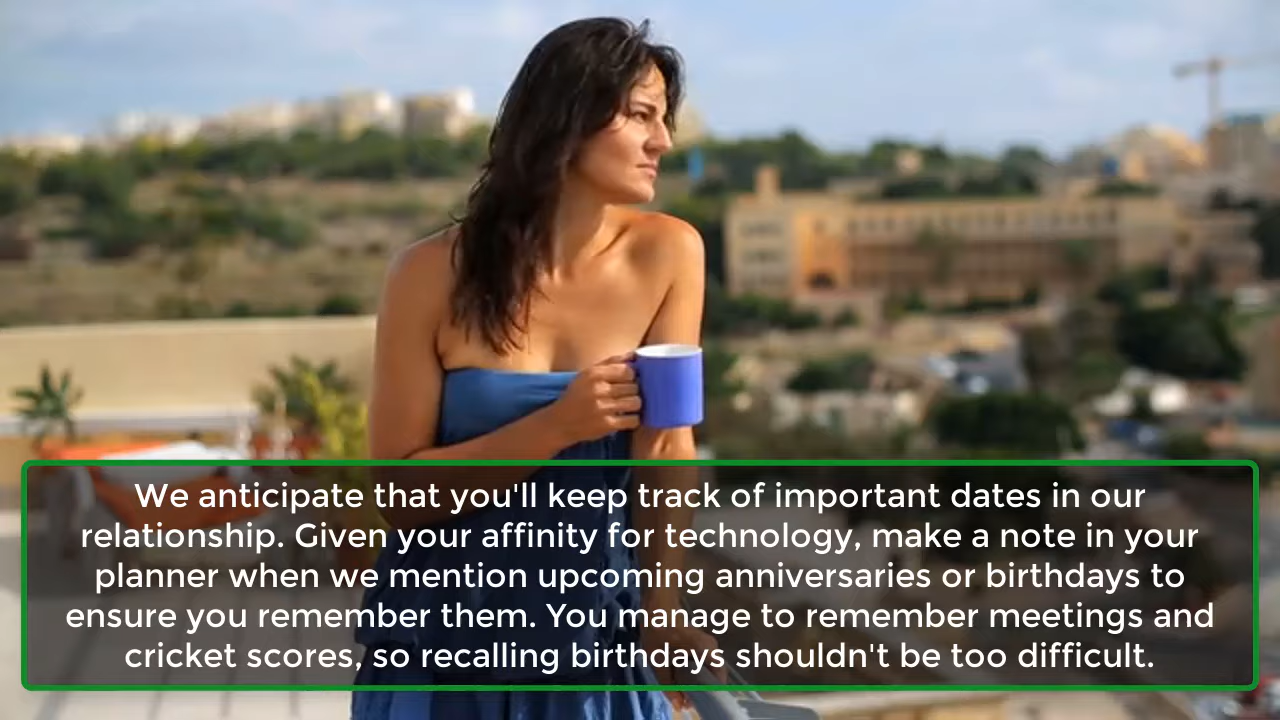 We anticipate that you'll keep track of important dates in our
relationship. Given your affinity for technology, make a note in your
planner when we mention upcoming anniversaries or birthdays to
ensure you remember them. You manage to remember meetings and
cricket scores, so recalling birthdays shouldn't be too difficult.